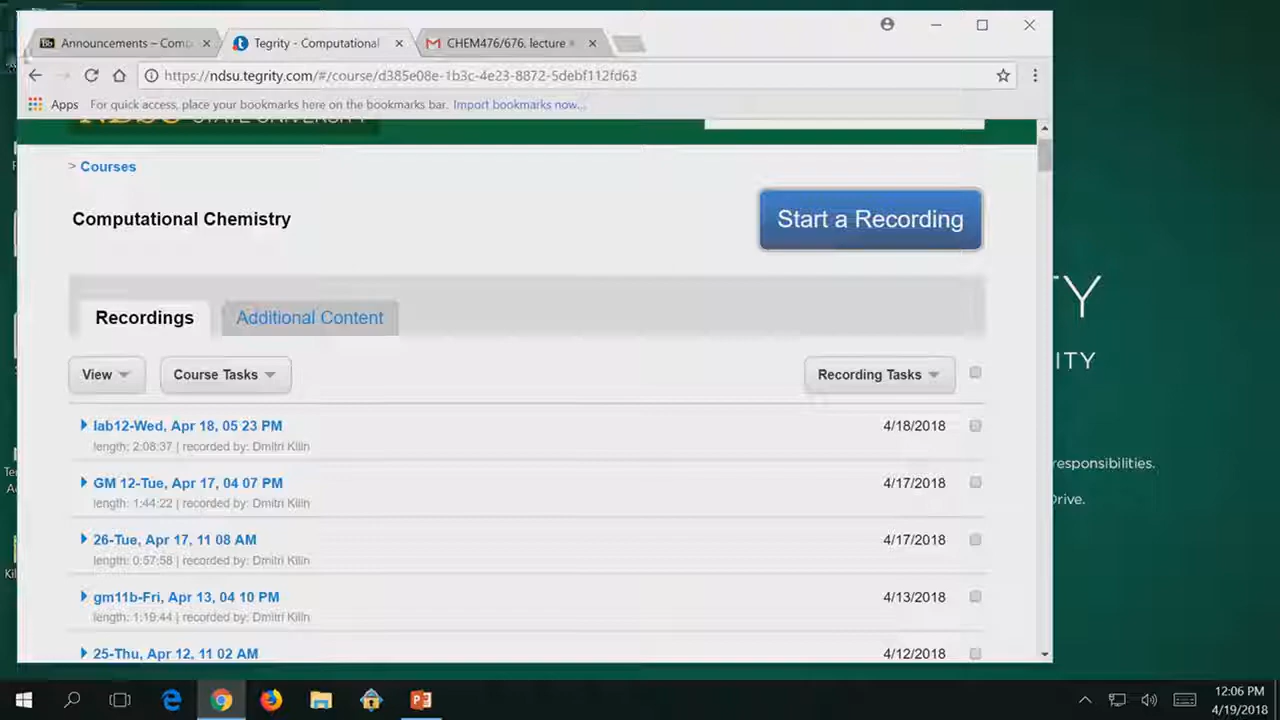 Announcements – Com
Tegrity - Computational
CHEM476/676. lecture
https://ndsu.tegrity.com/#/course/d385e08e-1b3c-4e23-8872-5debf112fd63
Apps For quick access, place your bookmarks here on the bookmarks bar. Import bookmarks now...
NDSU STATE UNIVERSITY
> Courses
Computational Chemistry
Start a Recording
Recordings
Additional Content
View
Course Tasks
Recording Tasks
lab12-Wed, Apr 18, 05 23 PM 4/18/2018
length: 2:08:37 | recorded by: Dmitri Kilin
GM 12-Tue, Apr 17, 04 07 PM 4/17/2018
length: 1:44:22 | recorded by: Dmitri Kilin
26-Tue, Apr 17, 11 08 AM 4/17/2018
length: 0:57:58 | recorded by: Dmitri Kilin
gm11b-Fri, Apr 13, 04 10 PM 4/13/2018
length: 1:19:44 | recorded by: Dmitri Kilin
25-Thu, Apr 12, 11 02 AM 4/12/2018
Y
ITY
responsibilities.
Drive.
12:06 PM
4/19/2018